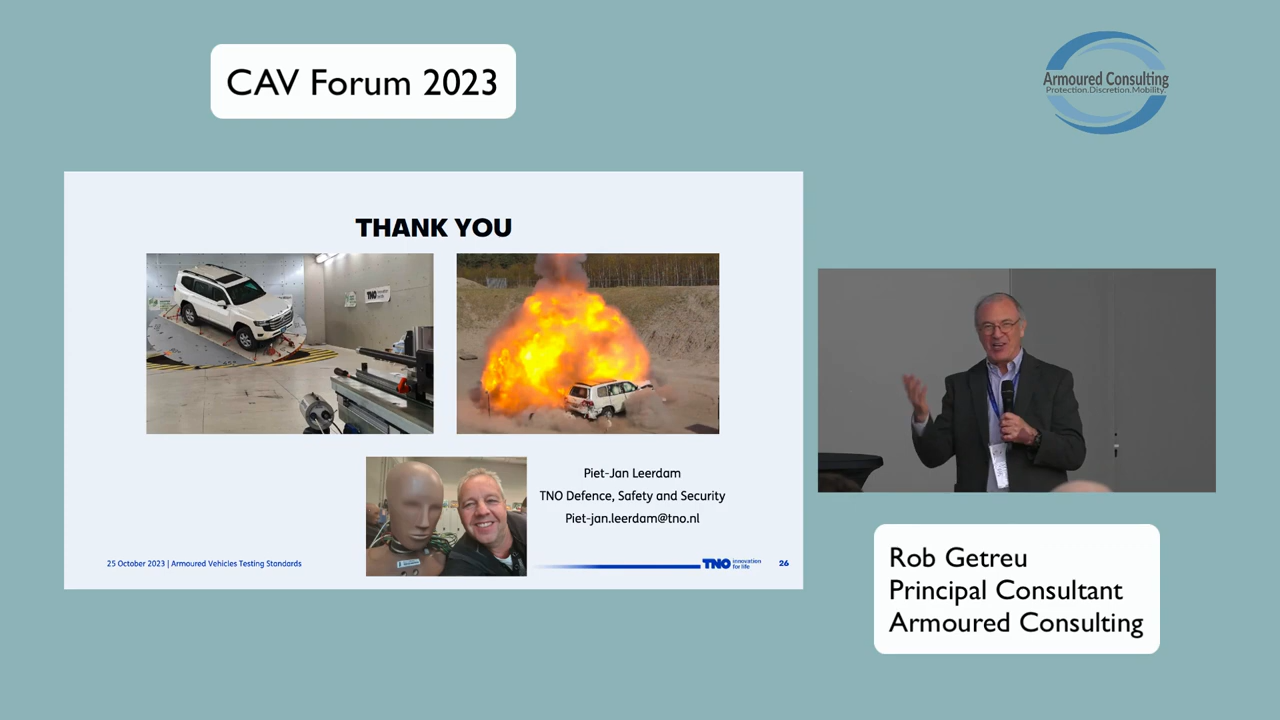 CAV Forum 2023
Armoured Consulting
Protection.Discretion.Mobility.
THANK YOU
TNO
Piet-Jan Leerdam
TNO Defence, Safety and Security
Piet-jan.leerdam@tno.nl
25 October 2023 | Armoured Vehicles Testing Standards
TNO innovation
for life
26
Rob Getreu
Principal Consultant
Armoured Consulting